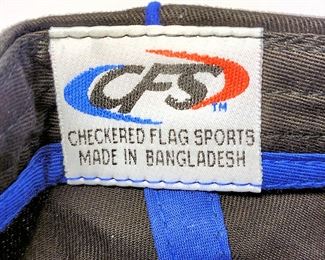 CFS TM
CHECKERED FLAG SPORTS
MADE IN BANGLADESH